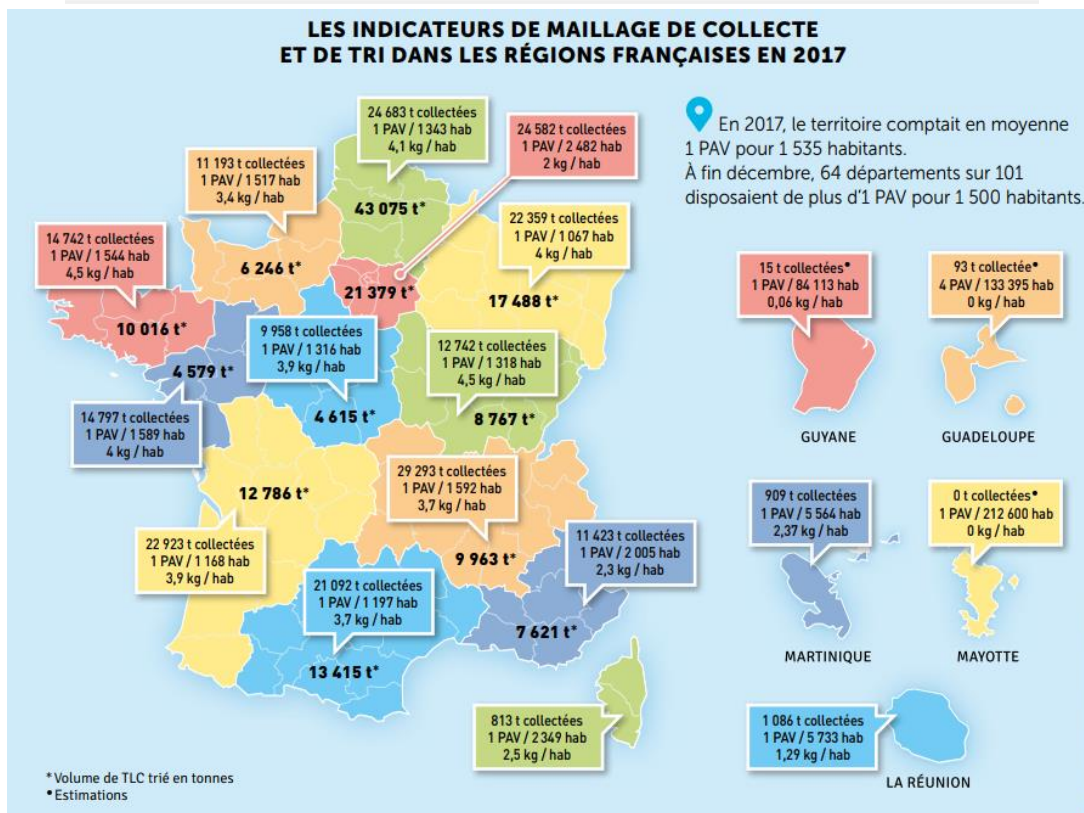 LES INDICATEURS DE MAILLAGE DE COLLECTE
ET DE TRI DANS LES RÉGIONS FRANÇAISES EN 2017
En 2017, le territoire comptait en moyenne
1 PAV pour 1 535 habitants.
À fin décembre, 64 départements sur 101
disposaient de plus d'1 PAV pour 1 500 habitants.
24 683 t collectées
1 PAV / 1 343 hab
4,1 kg / hab
43 075 t*
24 582 t collectées
1 PAV / 2 482 hab
2 kg / hab
21 379 t*
11 193 t collectées
1 PAV / 1 517 hab
3,4 kg / hab
6 246 t*
22 359 t collectées
1 PAV / 1 067 hab
4 kg / hab
17 488 t*
14 742 t collectées
1 PAV / 1 544 hab
4,5 kg / hab
10 016 t*
9 958 t collectées
1 PAV / 1 316 hab
3,9 kg / hab
4 615 t*
12 742 t collectées
1 PAV / 1 318 hab
4,5 kg / hab
8 767 t*
4 579 t*
14 797 t collectées
1 PAV / 1 589 hab
4 kg / hab
29 293 t collectées
1 PAV / 1 592 hab
3,7 kg / hab
9 963 t*
12 786 t*
22 923 t collectées
1 PAV / 1 168 hab
3,9 kg / hab
11 423 t collectées
1 PAV / 2 005 hab
2,3 kg / hab
7 621 t*
21 092 t collectées
1 PAV / 1 197 hab
3,7 kg / hab
13 415 t*
813 t collectées
1 PAV / 2 349 hab
2,5 kg / hab
15 t collectées•
1 PAV / 84 113 hab
0,06 kg / hab
GUYANE
93 t collectée•
4 PAV / 133 395 hab
0 kg / hab
GUADELOUPE
909 t collectées
1 PAV / 5 564 hab
2,37 kg / hab
MARTINIQUE
0 t collectées•
1 PAV / 212 600 hab
0 kg / hab
MAYOTTE
1 086 t collectées
1 PAV / 5 733 hab
1,29 kg / hab
LA RÉUNION
* Volume de TLC trié en tonnes
• Estimations